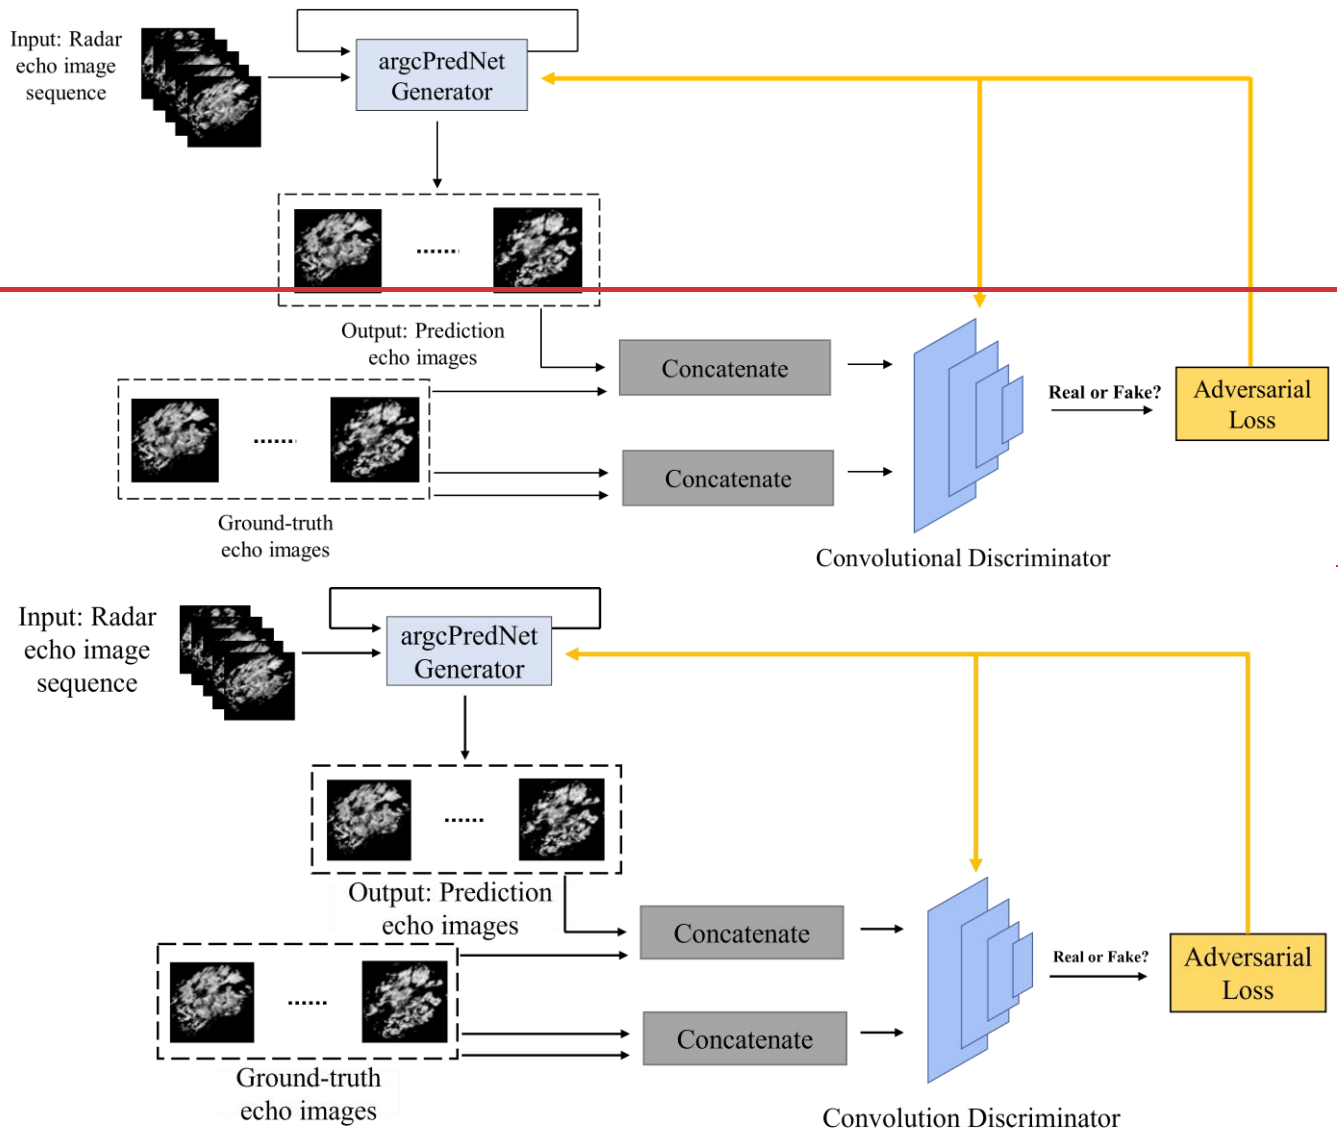 Input: Radar
echo image
sequence
argcPredNet
Generator
Output: Prediction
echo images
Concatenate
Real or Fake?
Adversarial
Loss
Concatenate
Ground-truth
echo images
Convolutional Discriminator
Input: Radar
echo image
sequence
argcPredNet
Generator
Output: Prediction
echo images
Concatenate
Real or Fake?
Adversarial
Loss
Concatenate
Ground-truth
echo images
Convolution Discriminator